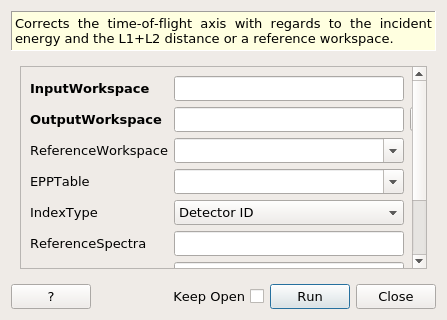 Corrects the time-of-flight axis with regards to the incident
energy and the L1+L2 distance or a reference workspace.
InputWorkspace
OutputWorkspace
ReferenceWorkspace
EPPTable
IndexType Detector ID
ReferenceSpectra
? Keep Open Run Close